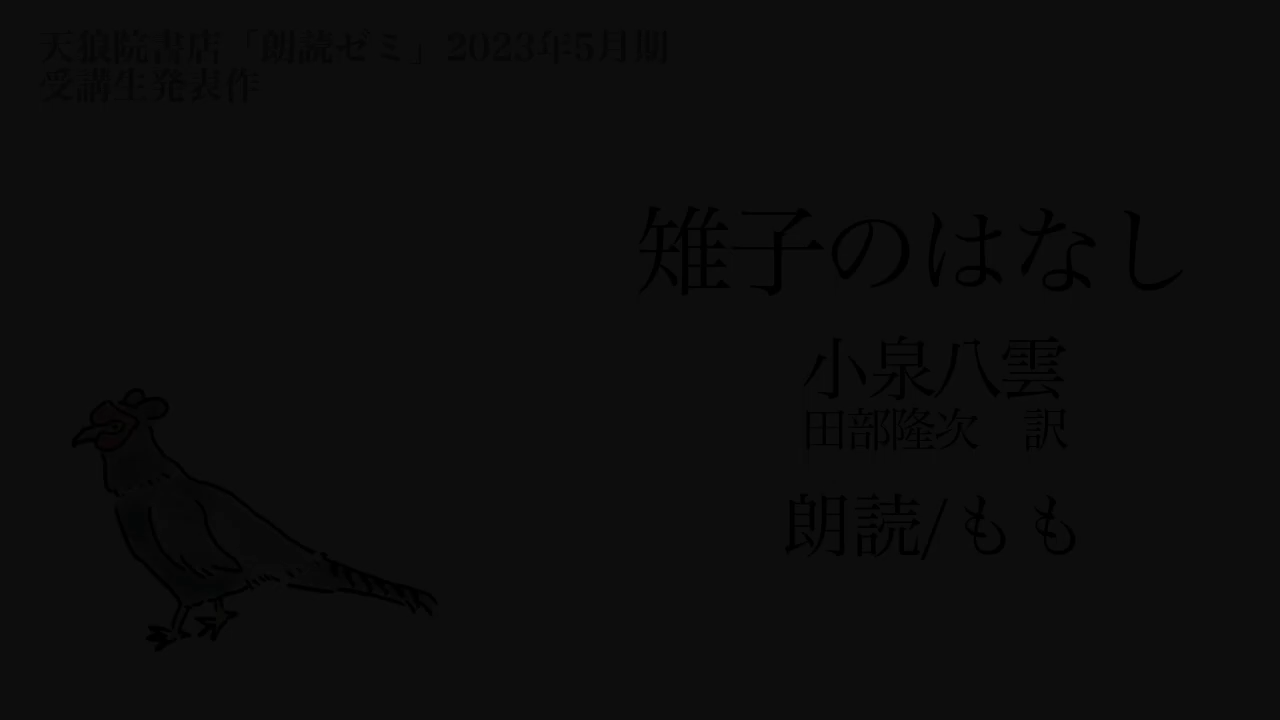 天狼院書店「朗読ゼミ」2023年5月期
受講生発表作
雉子のはなし
小泉八雲
田部隆次　訳
朗読/もも